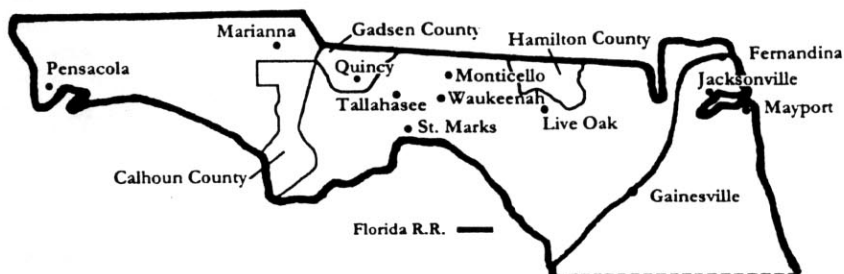 Marianna
Gadsen County
Hamilton County
Fernandina
Pensacola
Quincy
Monticello
Jacksonville
Tallahasee
Waukeenah
Mayport
St. Marks
Live Oak
Calhoun County
Gainesville
Florida R.R.